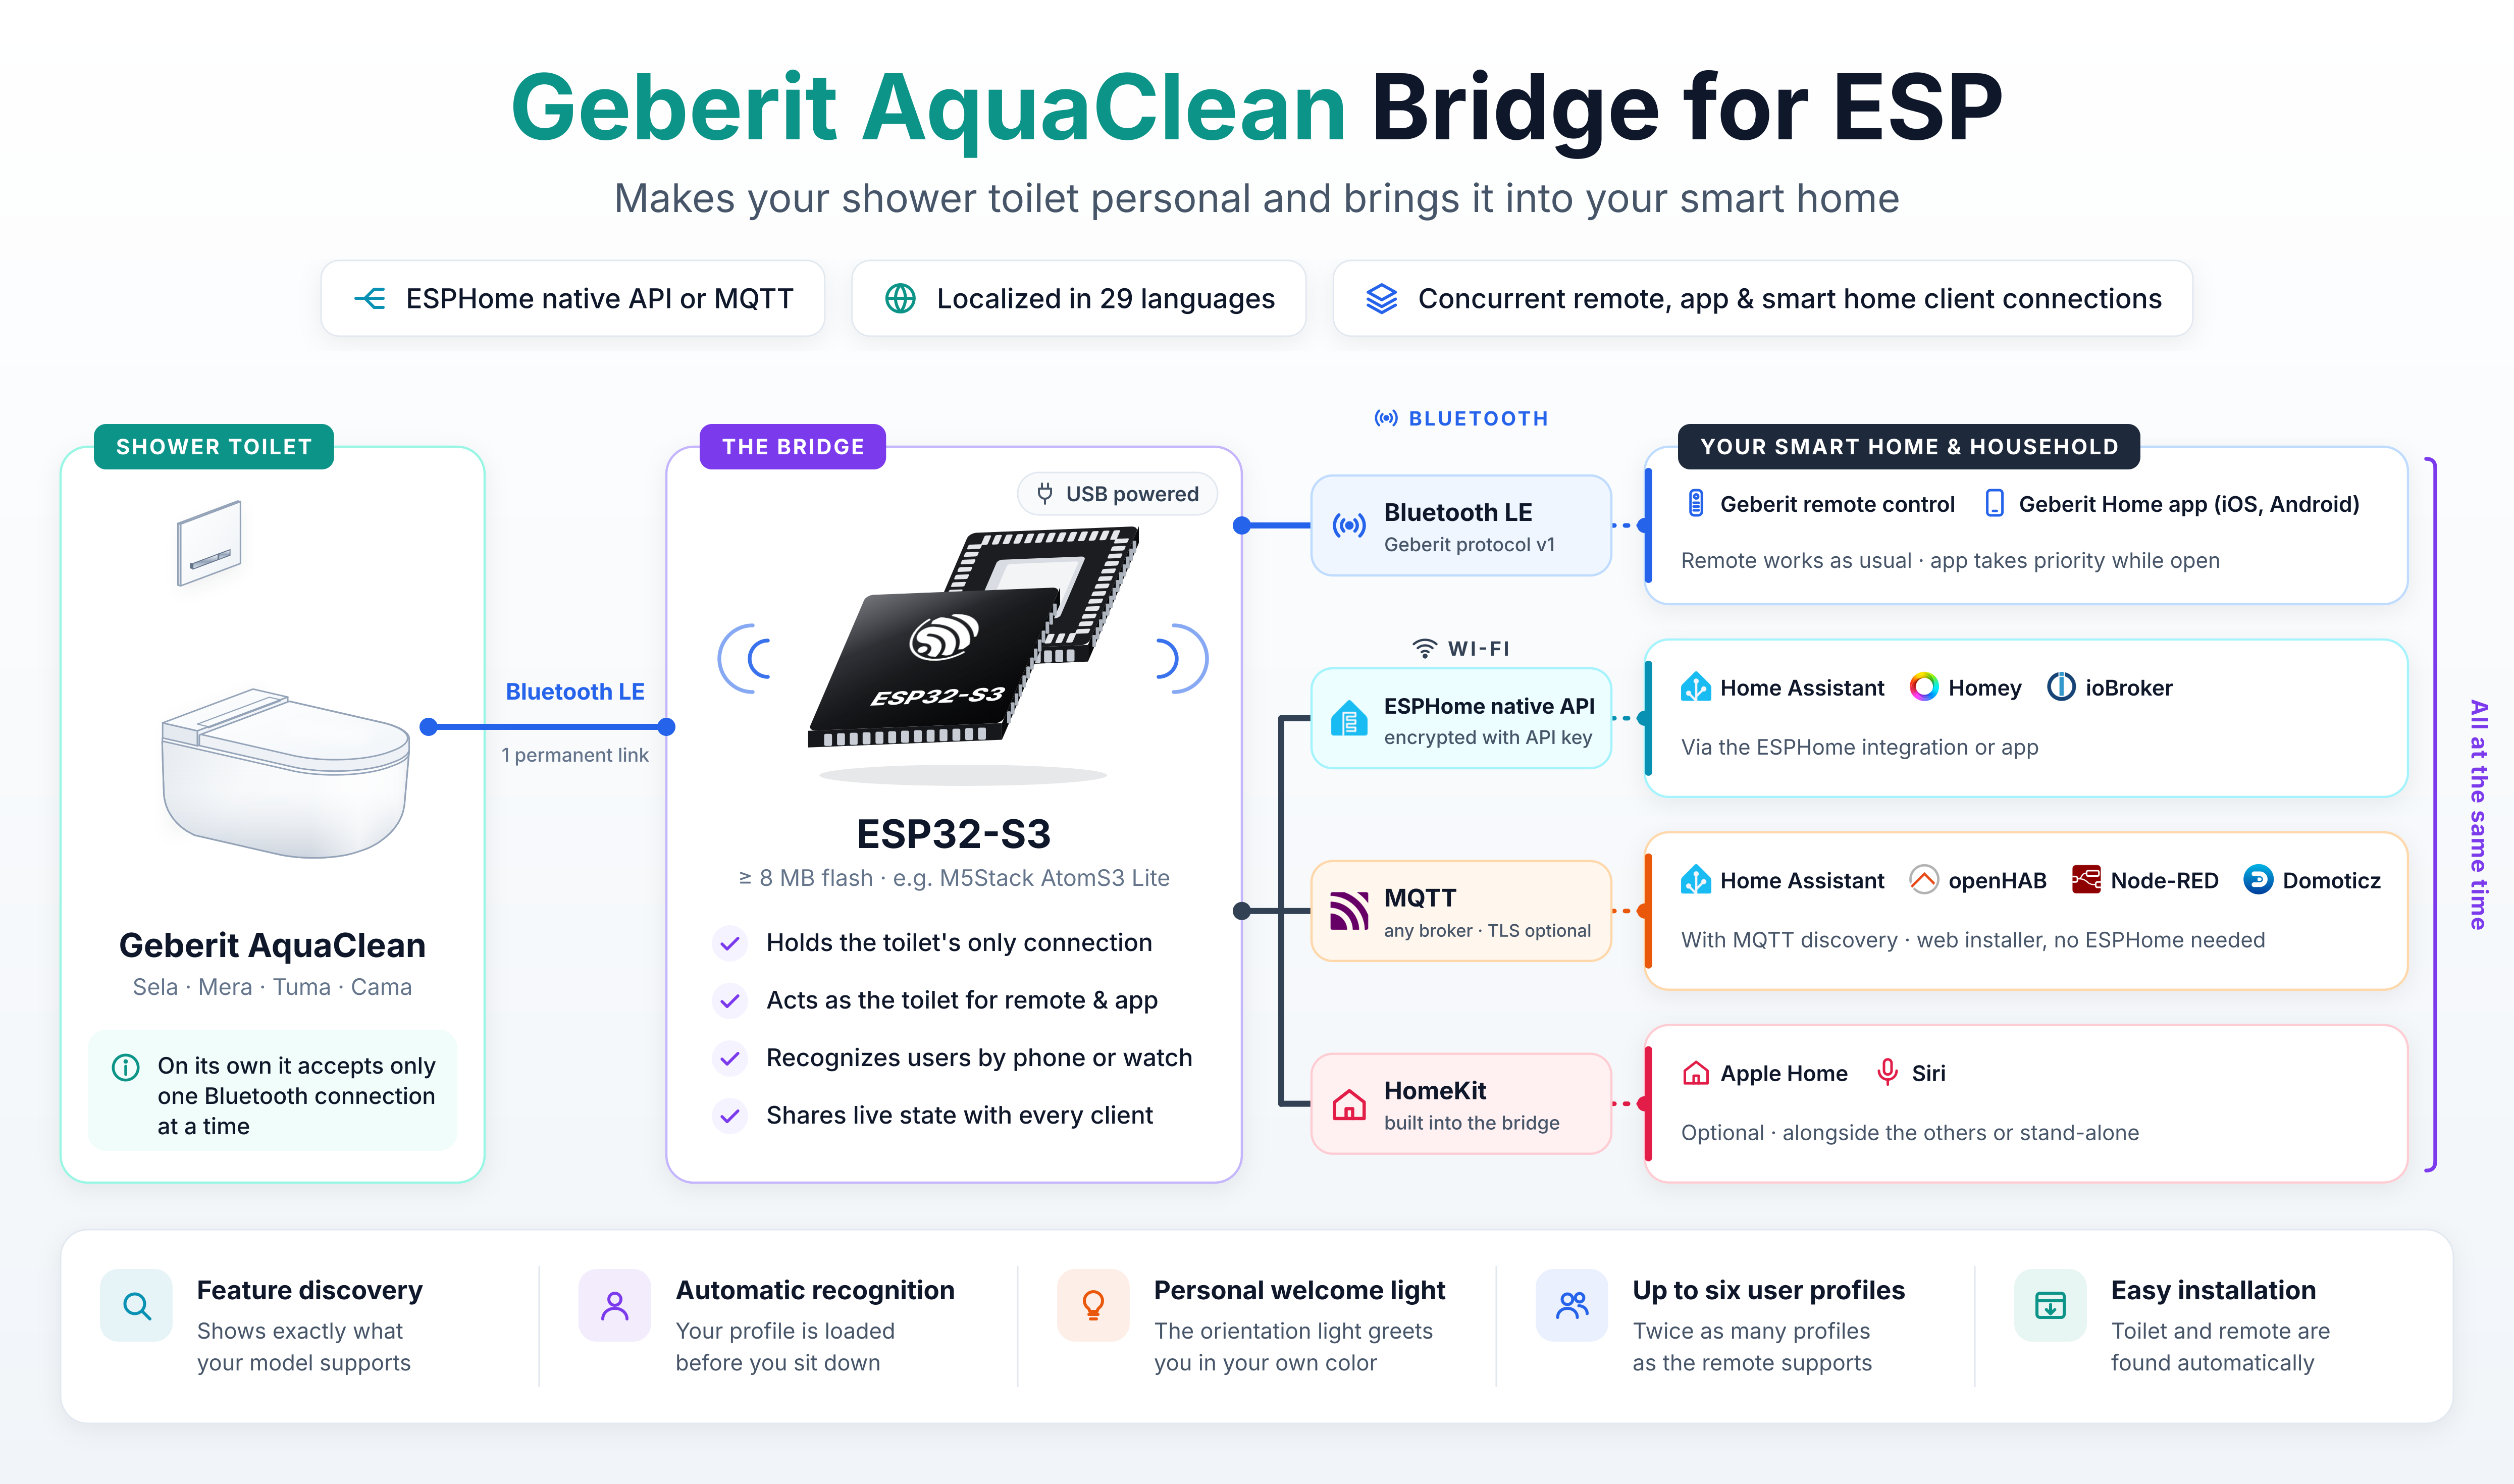 Geberit AquaClean Bridge for ESP
Makes your shower toilet personal and brings it into your smart home
ESPHome native API or MQTT
Localized in 29 languages
Concurrent remote, app & smart home client connections
SHOWER TOILET
Geberit AquaClean
Sela · Mera · Tuma · Cama
On its own it accepts only
one Bluetooth connection
at a time
Bluetooth LE
1 permanent link
THE BRIDGE
USB powered
ESP32-S3
ESP32-S3
≥ 8 MB flash · e.g. M5Stack AtomS3 Lite
Holds the toilet's only connection
Acts as the toilet for remote & app
Recognizes users by phone or watch
Shares live state with every client
BLUETOOTH
Bluetooth LE
Geberit protocol v1
WI-FI
ESPHome native API
encrypted with API key
MQTT
any broker · TLS optional
HomeKit
built into the bridge
YOUR SMART HOME & HOUSEHOLD
Geberit remote control
Geberit Home app (iOS, Android)
Remote works as usual · app takes priority while open
Home Assistant
Homey
ioBroker
Via the ESPHome integration or app
Home Assistant
openHAB
Node-RED
Domoticz
With MQTT discovery · web installer, no ESPHome needed
Apple Home
Siri
Optional · alongside the others or stand-alone
All at the same time
Feature discovery
Shows exactly what
your model supports
Automatic recognition
Your profile is loaded
before you sit down
Personal welcome light
The orientation light greets
you in your own color
Up to six user profiles
Twice as many profiles
as the remote supports
Easy installation
Toilet and remote are
found automatically